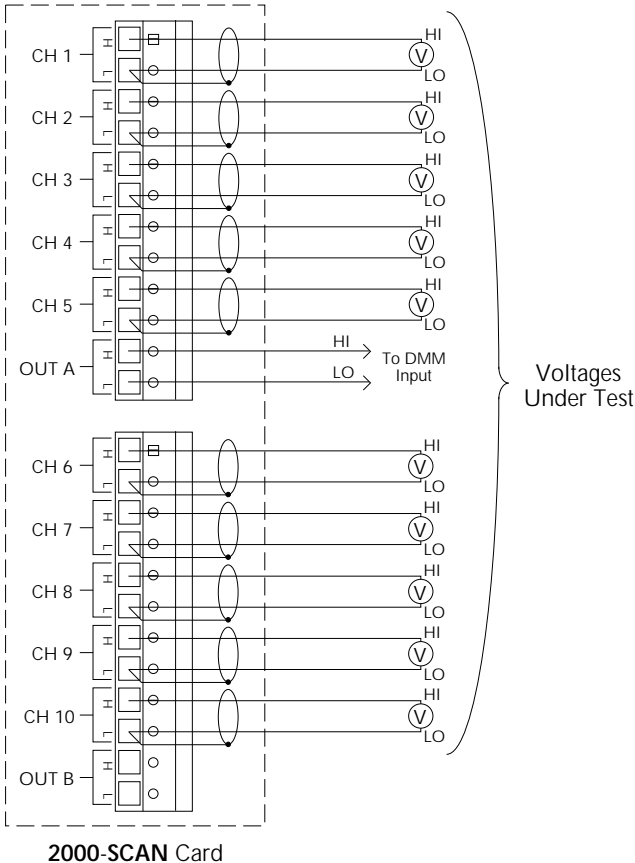 HI
CH 1 H V
L LO
HI
CH 2 H V
L LO
HI
CH 3 H V
L LO
HI
CH 4 H V
L LO
HI
CH 5 H V
L LO
HI
OUT A H To DMM
L LO Input
Voltages
Under Test
HI
CH 6 H V
L LO
HI
CH 7 H V
L LO
HI
CH 8 H V
L LO
HI
CH 9 H V
L LO
HI
CH 10 H V
L LO
OUT B H
L
2000-SCAN Card